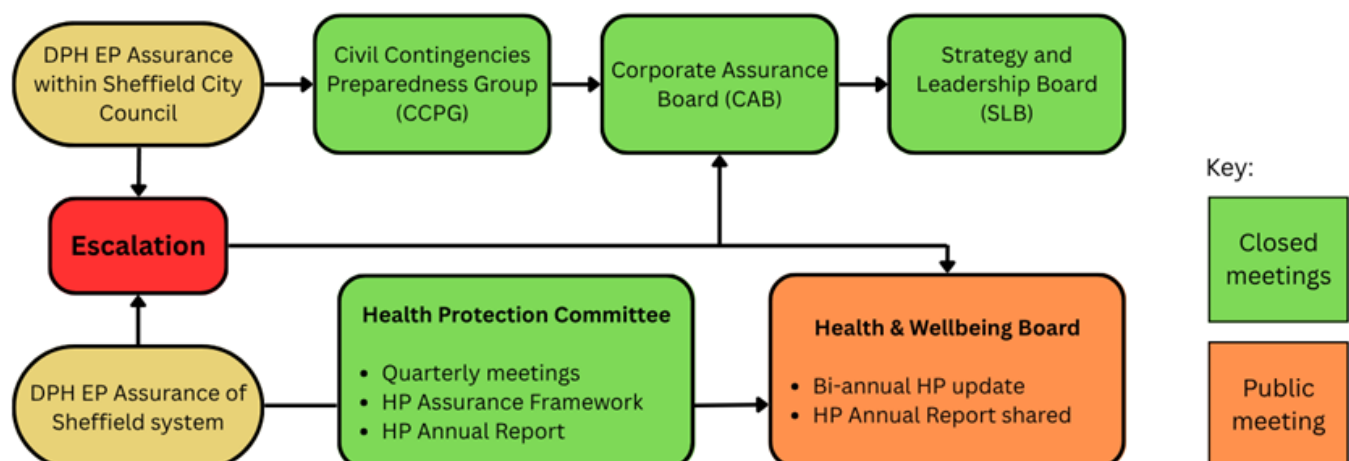 DPH EP Assurance
within Sheffield City
Council
Civil Contingencies
Preparedness Group
(CCPG)
Corporate Assurance
Board (CAB)
Strategy and
Leadership Board
(SLB)
Key:
Closed
meetings
Public
meeting
Escalation
DPH EP Assurance of
Sheffield system
Health Protection Committee
• Quarterly meetings
• HP Assurance Framework
• HP Annual Report
Health & Wellbeing Board
• Bi-annual HP update
• HP Annual Report shared